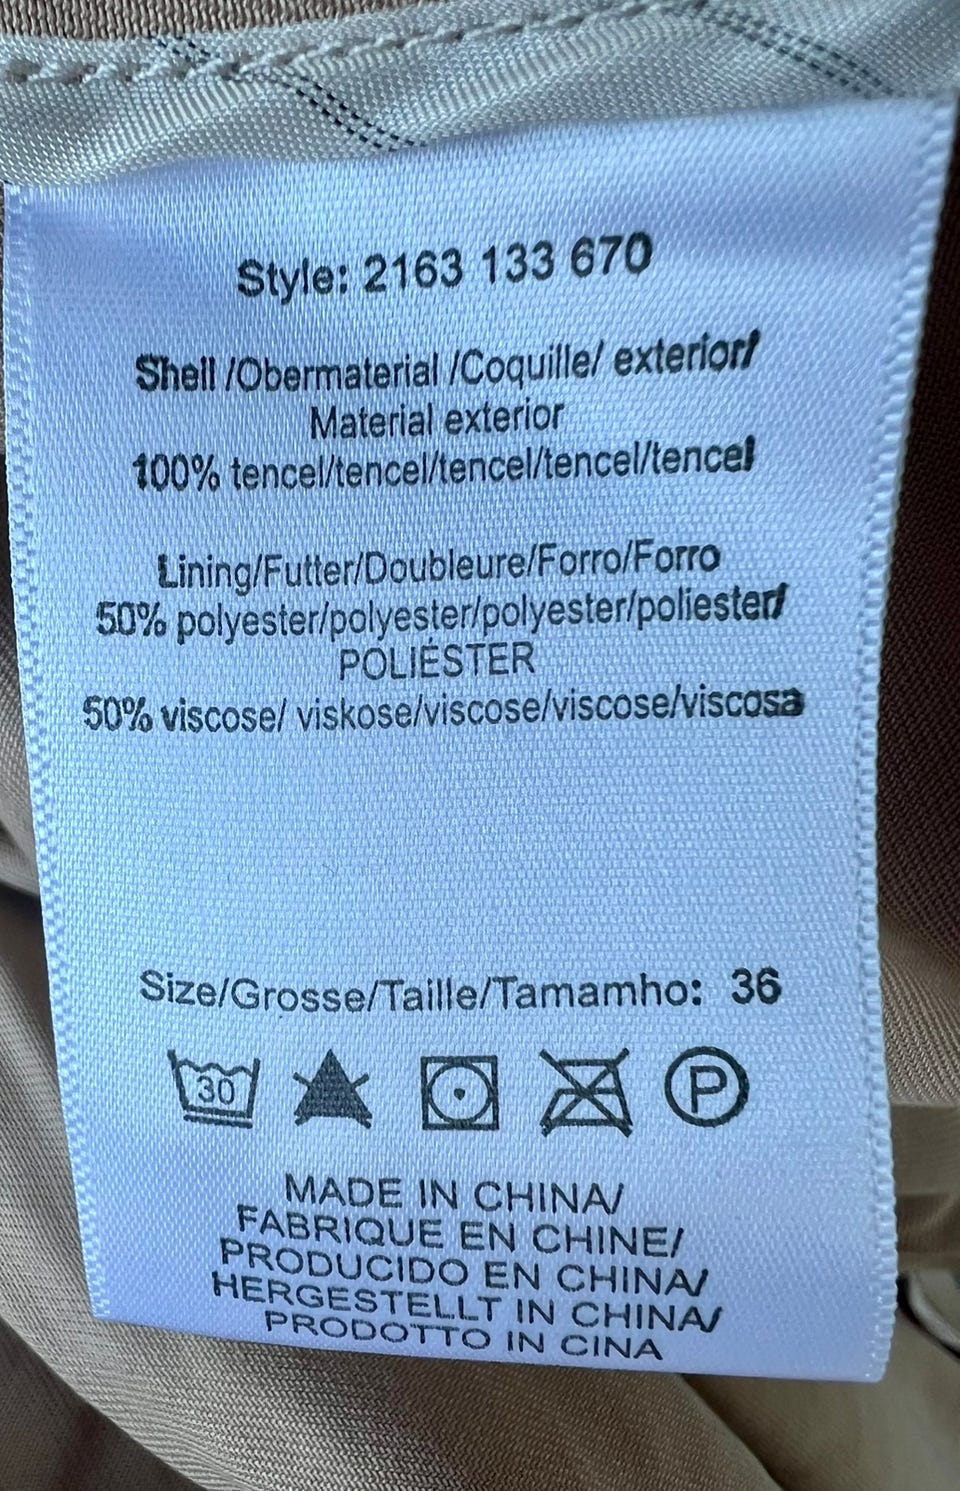 Style: 2163 133 670
Shell /Obermaterial /Coquille/ exterior/
Material exterior
100% tencel/tencel/tencel/tencel/tencel
Lining/Futter/Doubleure/Forro/Forro
50% polyester/polyester/polyester/poliester/
POLIÉSTER
50% viscose/ viskose/viscose/viscose/viscosa
Size/Grosse/Taille/Tamamho: 36
30 P
MADE IN CHINA/
FABRIQUE EN CHINE/
PRODUCIDO EN CHINA/
HERGESTELLT IN CHINA/
PRODOTTO IN CINA